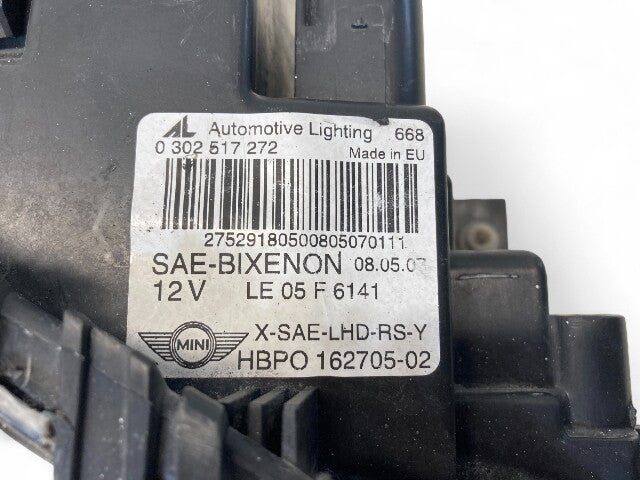 AL Automotive Lighting 668
0 302 517 272 Made in EU
27529180500805070111
SAE-BIXENON 08.05.07
12 V LE 05 F 6141
MINI X-SAE-LHD-RS-Y
HBPO 162705-02